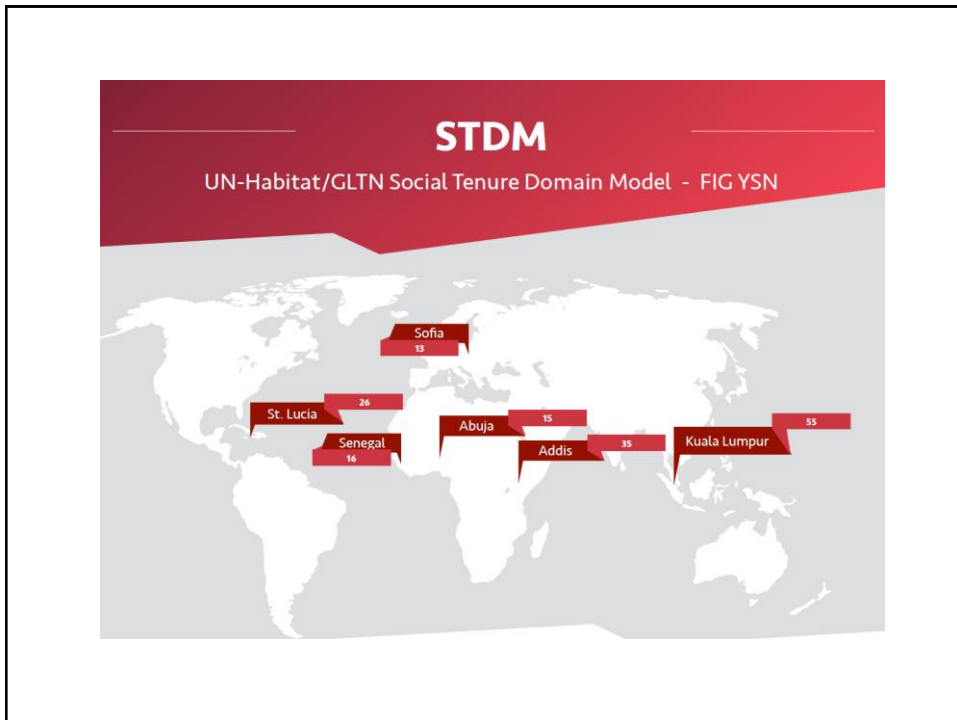 STDM
UN-Habitat/GLTN Social Tenure Domain Model - FIG YSN
Sofia
13
St. Lucia
26
Senegal
16
Abuja
15
Addis
35
Kuala Lumpur
55